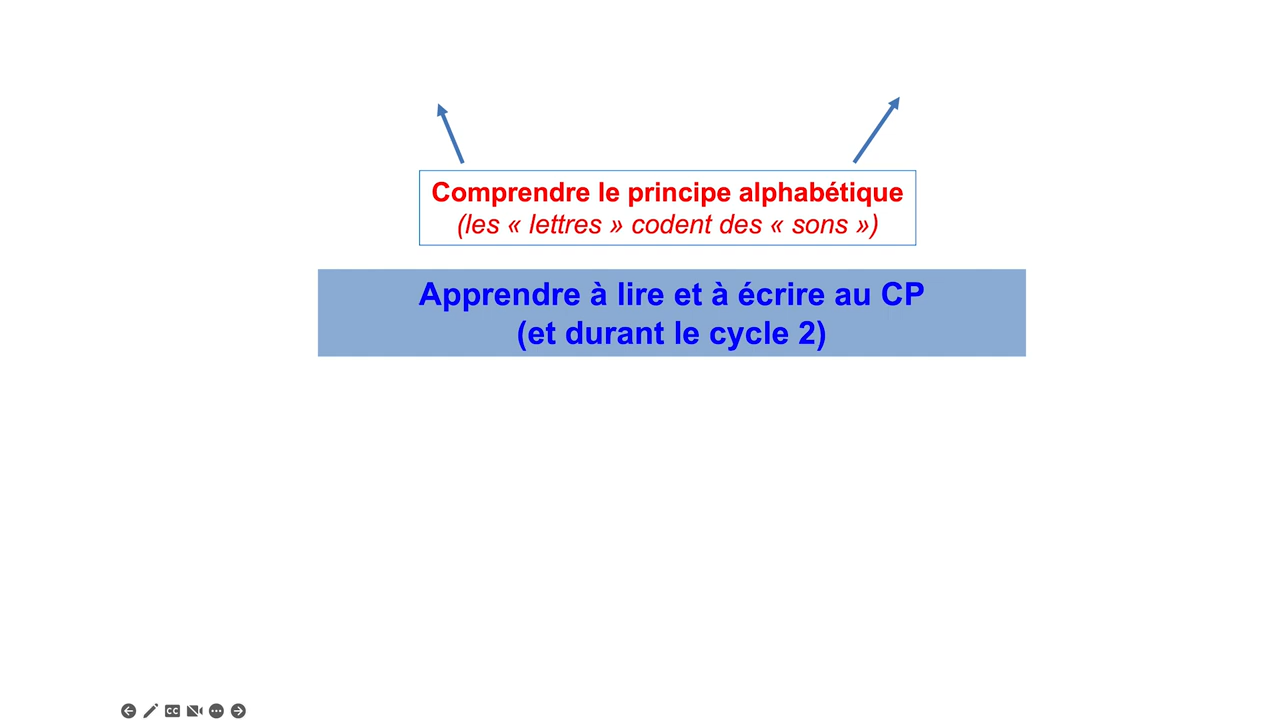 Comprendre le principe alphabétique
(les « lettres » codent des « sons »)
Apprendre à lire et à écrire au CP
(et durant le cycle 2)
CC